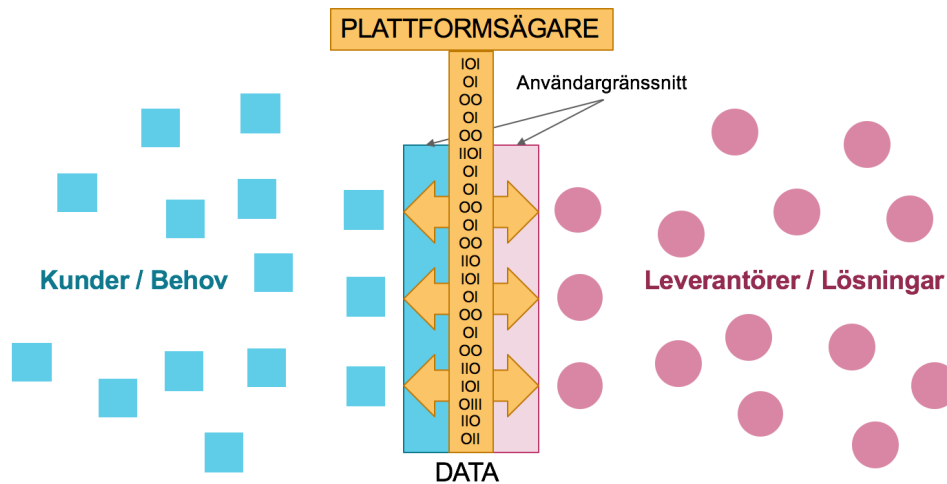 PLATTFORMSÄGARE
IOI
OI
OO
OI
OO
IIOI
OI
OI
OO
OI
OO
IIO
IOI
OI
OO
OI
OO
IIO
IOI
OIII
IIO
OII
Användargränssnitt
Kunder / Behov
Leverantörer / Lösningar
DATA